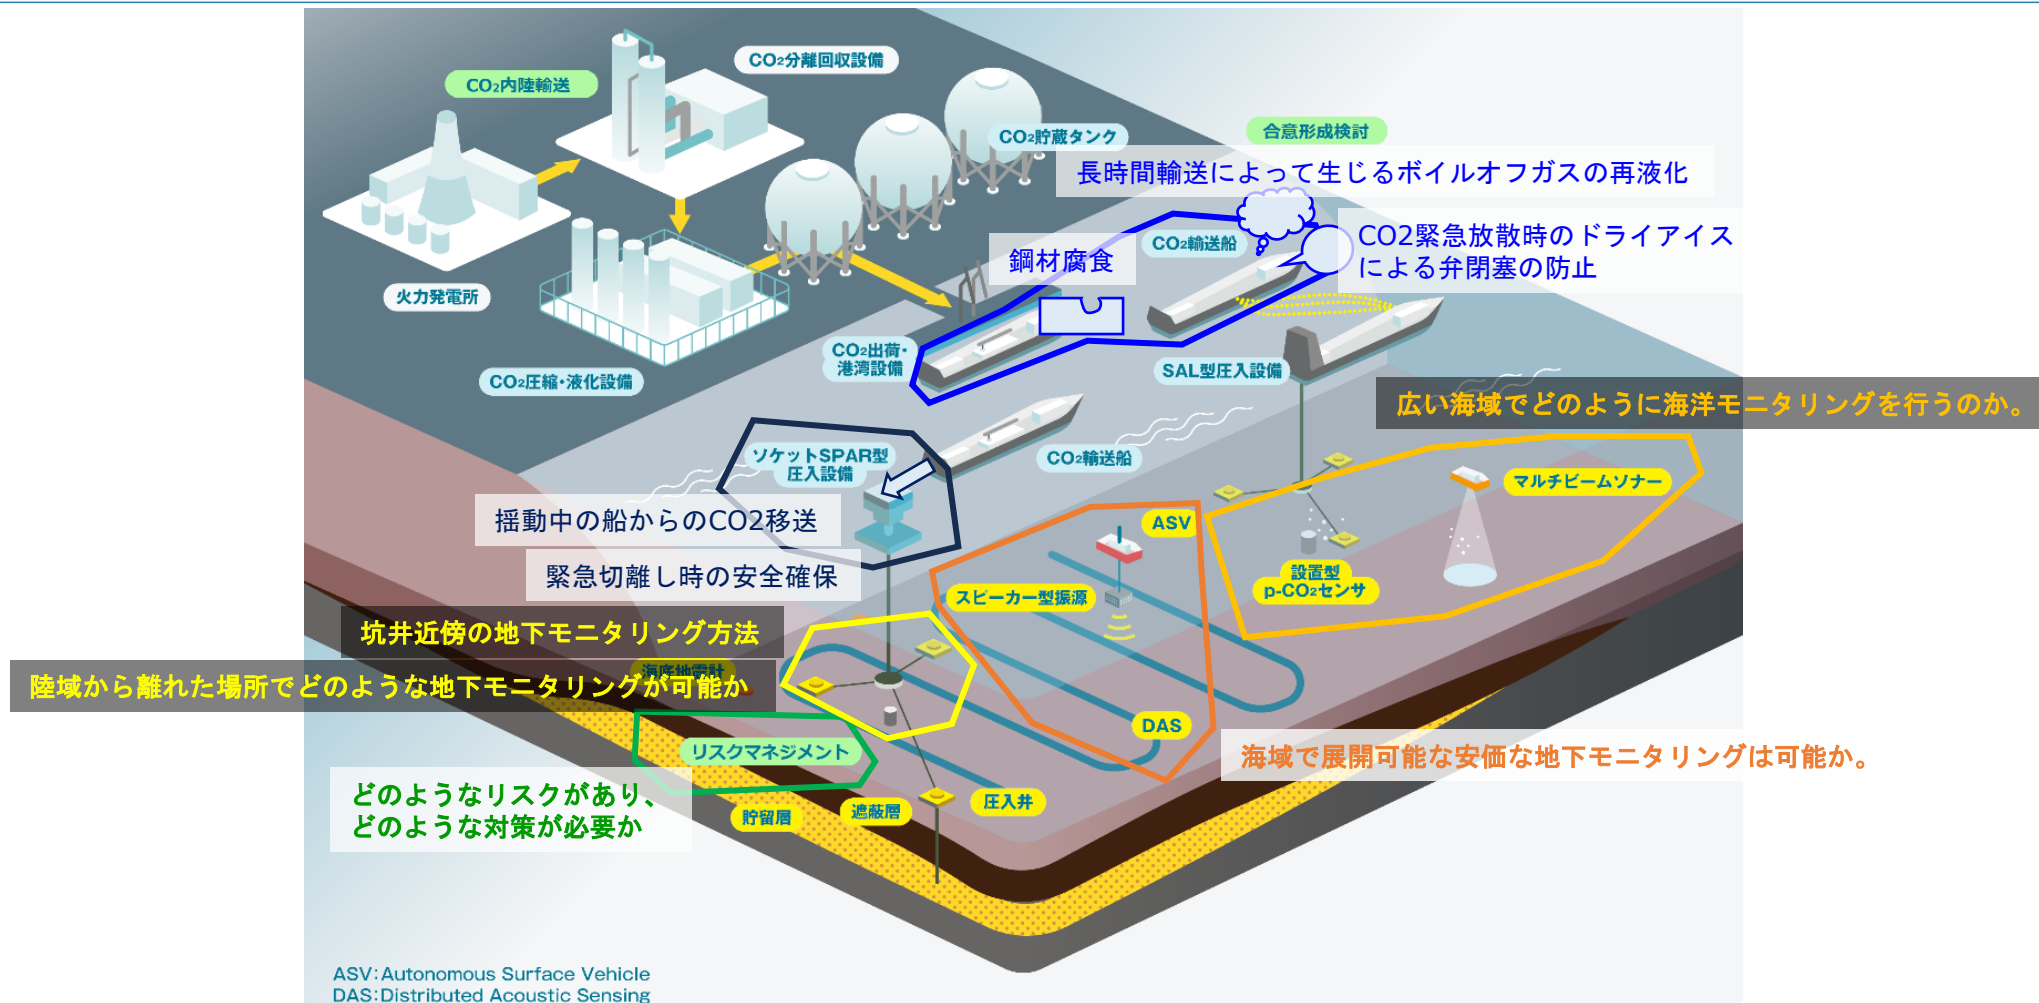 CO₂分離回収設備
CO₂内陸輸送
CO₂貯蔵タンク
合意形成検討
長時間輸送によって生じるボイルオフガスの再液化
CO2緊急放散時のドライアイス
による弁閉塞の防止
CO₂輸送船
鋼材腐食
火力発電所
CO₂出荷・
港湾設備
SAL型圧入設備
CO₂圧縮・液化設備
広い海域でどのように海洋モニタリングを行うのか。
ソケットSPAR型
圧入設備
CO₂輸送船
マルチビームソナー
揺動中の船からのCO2移送
ASV
緊急切離し時の安全確保
設置型
p-CO₂センサ
スピーカー型振源
坑井近傍の地下モニタリング方法
海底地震計
陸域から離れた場所でどのような地下モニタリングが可能か
DAS
リスクマネジメント
海域で展開可能な安価な地下モニタリングは可能か。
どのようなリスクがあり、
どのような対策が必要か
圧入井
遮蔽層
貯留層
ASV:Autonomous Surface Vehicle
DAS:Distributed Acoustic Sensing